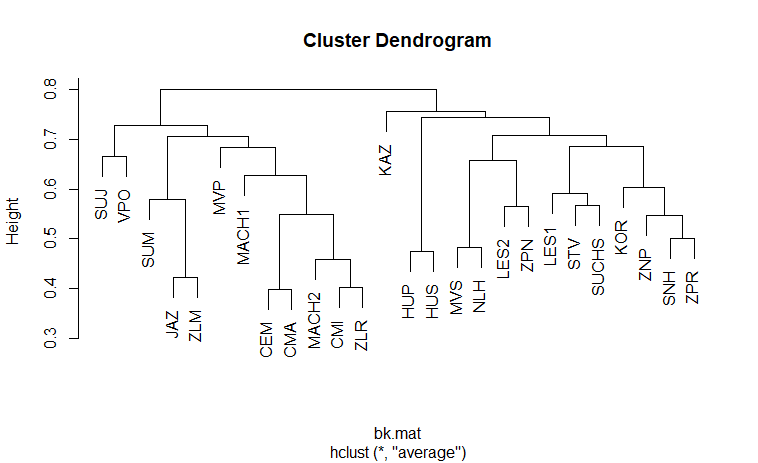 Cluster Dendrogram
Height
0.8
0.7
0.6
0.5
0.4
0.3
SUJ
VPO
SUM
JAZ
ZLM
MVP
MACH1
CEM
CMA
MACH2
CMI
ZLR
KAZ
HUP
HUS
MVS
NLH
LES2
ZPN
LES1
STV
SUCHS
KOR
ZNP
SNH
ZPR
bk.mat
hclust (*, "average")